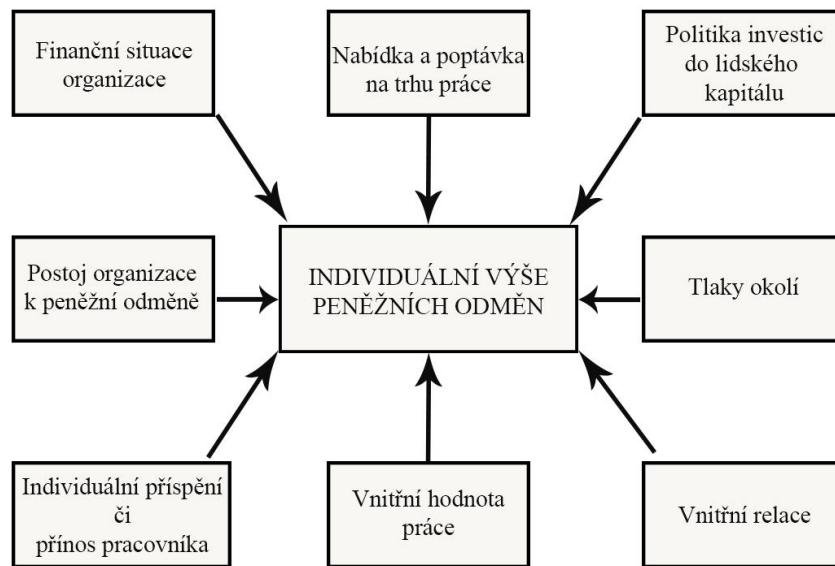 Finanční situace
organizace
Nabídka a poptávka
na trhu práce
Politika investic
do lidského
kapitálu
Postoj organizace
k peněžní odměně
INDIVIDUÁLNÍ VÝŠE
PENĚŽNÍCH ODMĚN
Tlaky okolí
Individuální příspění
či
přínos pracovníka
Vnitřní hodnota
práce
Vnitřní relace